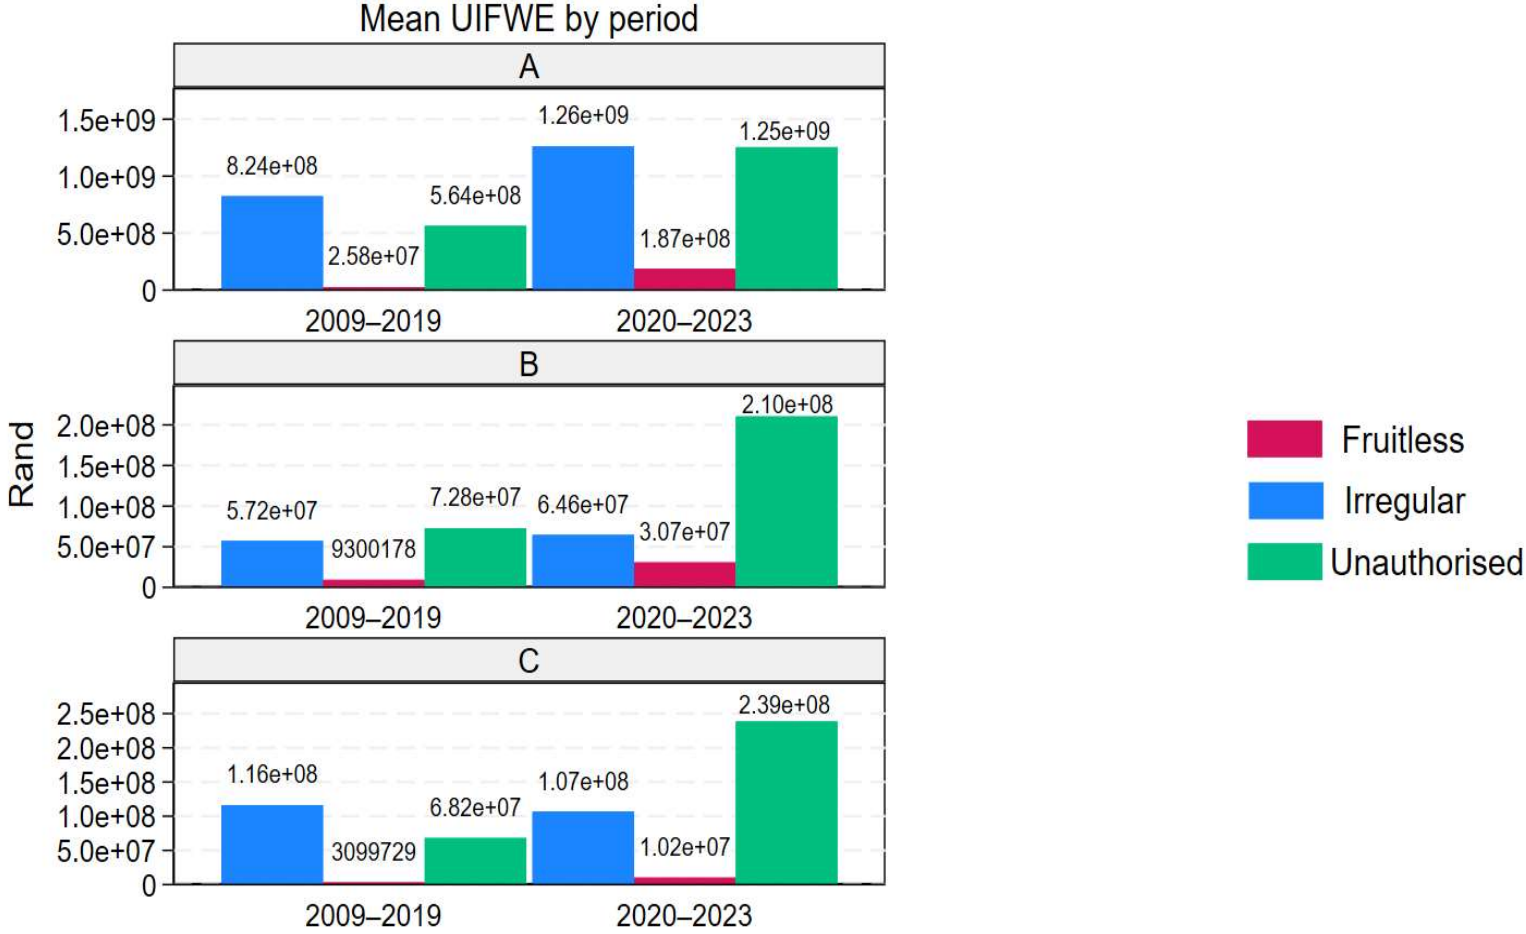 Mean UIFWE by period
A
1.5e+09
1.0e+09
5.0e+08
0
8.24e+08
2.58e+07
5.64e+08
1.26e+09
1.87e+08
1.25e+09
2009–2019
2020–2023
B
Rand
2.0e+08
1.5e+08
1.0e+08
5.0e+07
0
5.72e+07
9300178
7.28e+07
6.46e+07
3.07e+07
2.10e+08
2009–2019
2020–2023
C
2.5e+08
2.0e+08
1.5e+08
1.0e+08
5.0e+07
0
1.16e+08
3099729
6.82e+07
1.07e+08
1.02e+07
2.39e+08
2009–2019
2020–2023
Fruitless
Irregular
Unauthorised